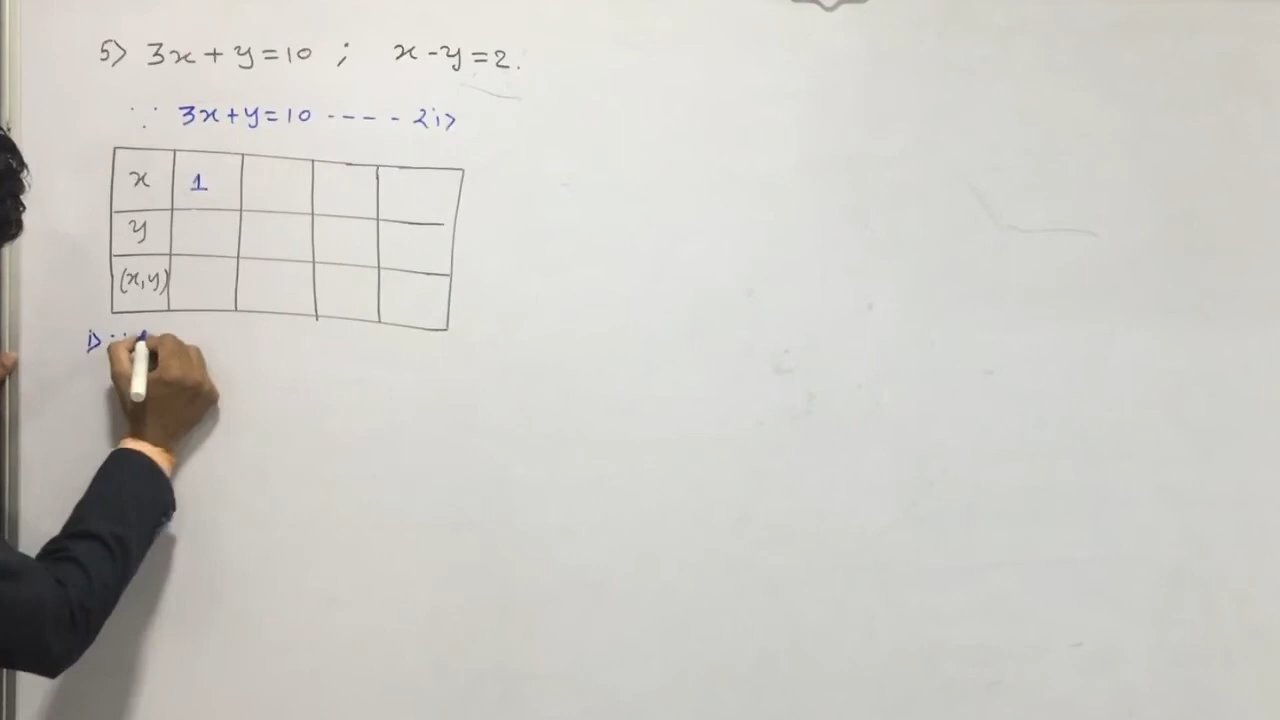 5> 3x + y = 10 ; x - y = 2.
∵ 3x + y = 10 ----- <i>
x 1
y
(x,y)
i> ∵